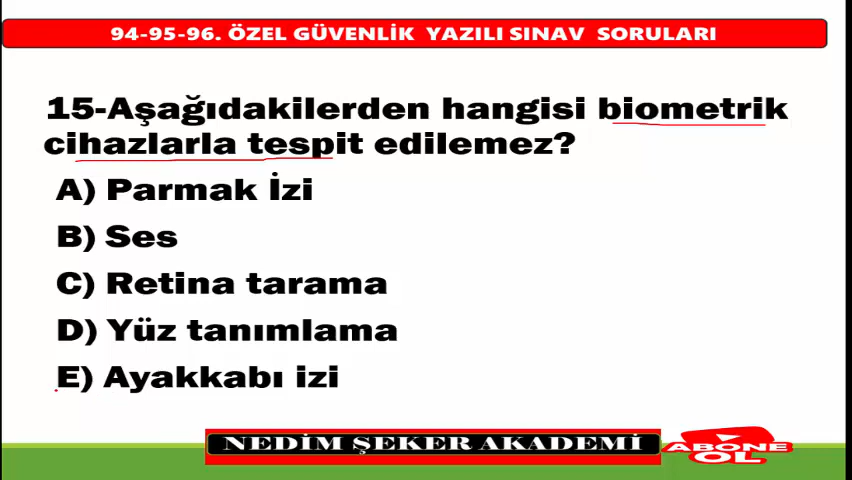 94-95-96. ÖZEL GÜVENLİK YAZILI SINAV SORULARI
15-Aşağıdakilerden hangisi biometrik
cihazlarla tespit edilemez?
A) Parmak İzi
B) Ses
C) Retina tarama
D) Yüz tanımlama
E) Ayakkabı izi
NEDİM ŞEKER AKADEMİ
ABONE
OL